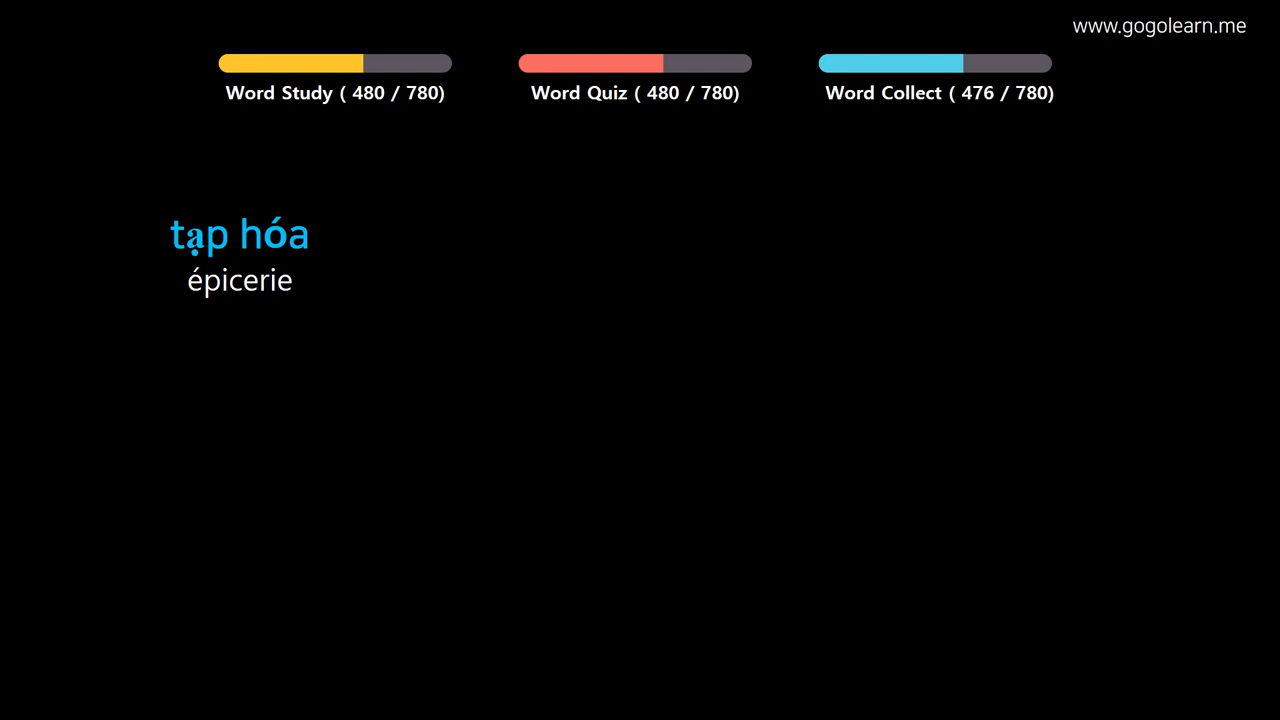 www.gogolearn.me
Word Study ( 480 / 780)
Word Quiz ( 480 / 780)
Word Collect ( 476 / 780)
tạp hóa
épicerie